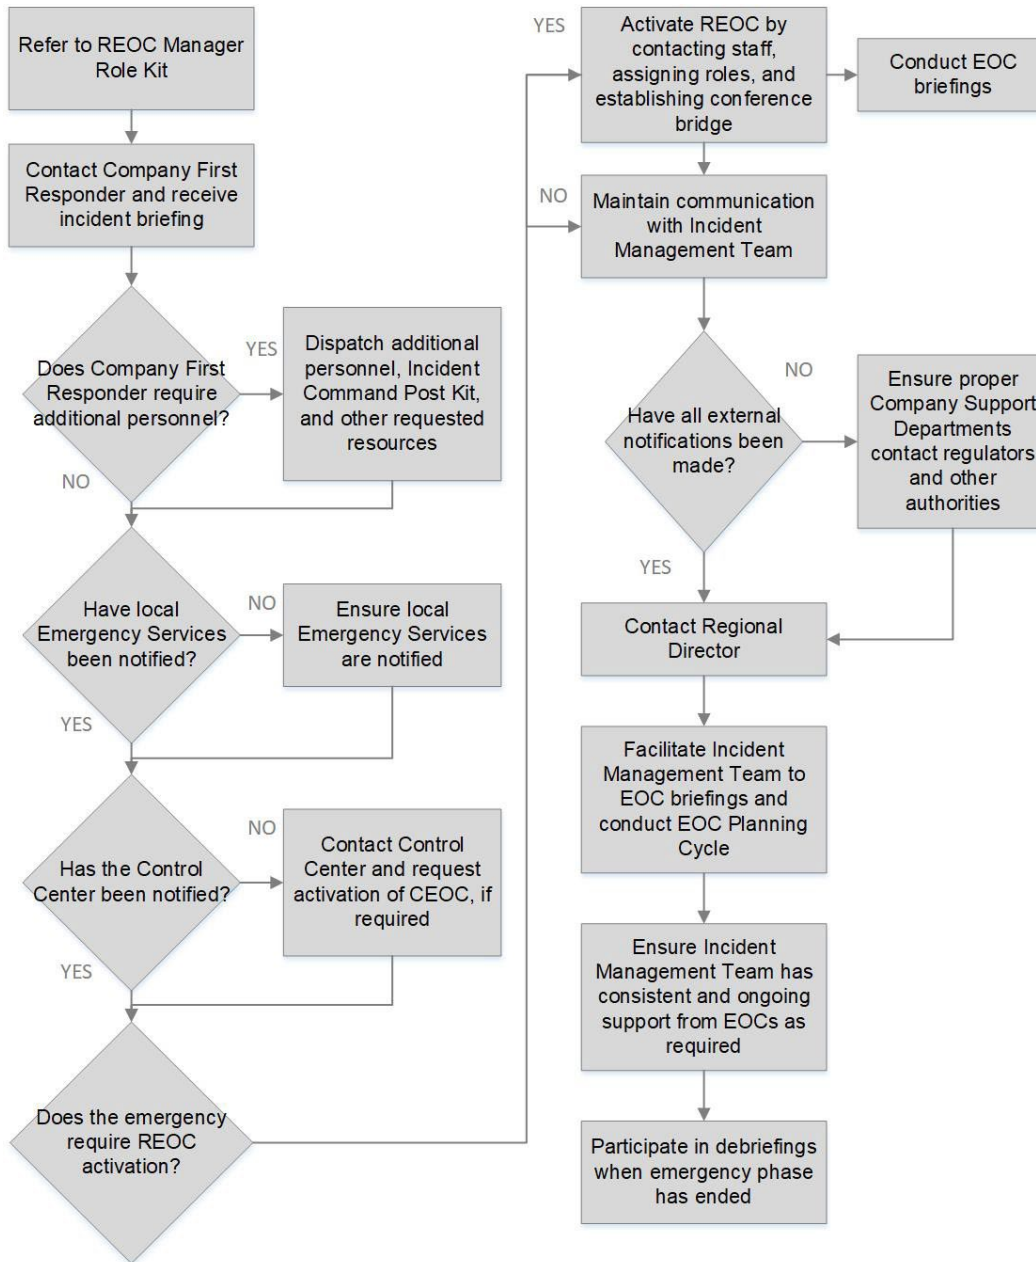 Refer to REOC Manager
Role Kit
Contact Company First
Responder and receive
incident briefing
Does Company First
Responder require
additional personnel?
YES
Dispatch additional
personnel, Incident
Command Post Kit,
and other requested
resources
NO
Have local
Emergency Services
been notified?
NO
Ensure local
Emergency Services
are notified
YES
Has the Control
Center been notified?
NO
Contact Control
Center and request
activation of CEOC, if
required
YES
Does the emergency
require REOC
activation?
YES
Activate REOC by
contacting staff,
assigning roles, and
establishing conference
bridge
Conduct EOC
briefings
NO
Maintain communication
with Incident
Management Team
Have all external
notifications been
made?
NO
Ensure proper
Company Support
Departments
contact regulators
and other
authorities
YES
Contact Regional
Director
Facilitate Incident
Management Team to
EOC briefings and
conduct EOC Planning
Cycle
Ensure Incident
Management Team has
consistent and ongoing
support from EOCs as
required
Participate in debriefings
when emergency phase
has ended